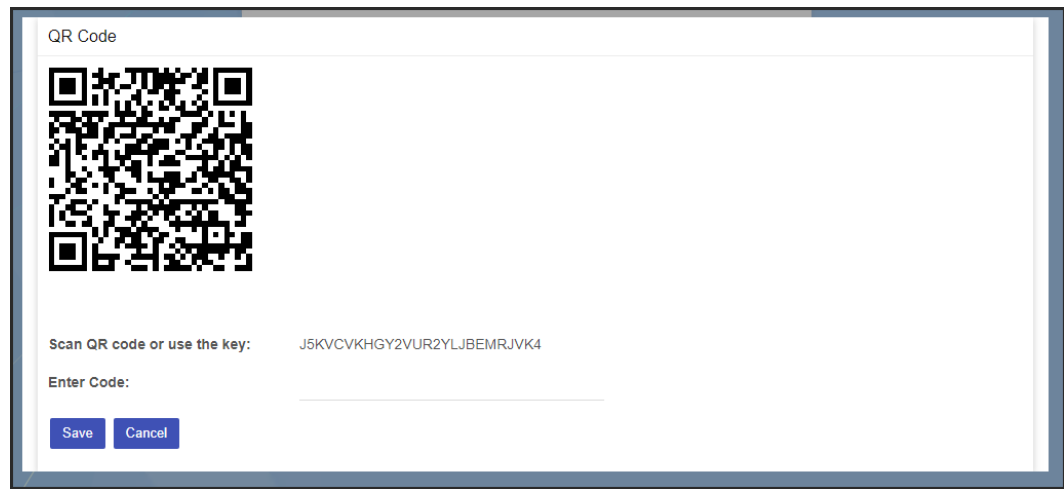 QR Code
Scan QR code or use the key: J5KVCVKHGY2VUR2YLJBEMRJVK4
Enter Code:
Save Cancel